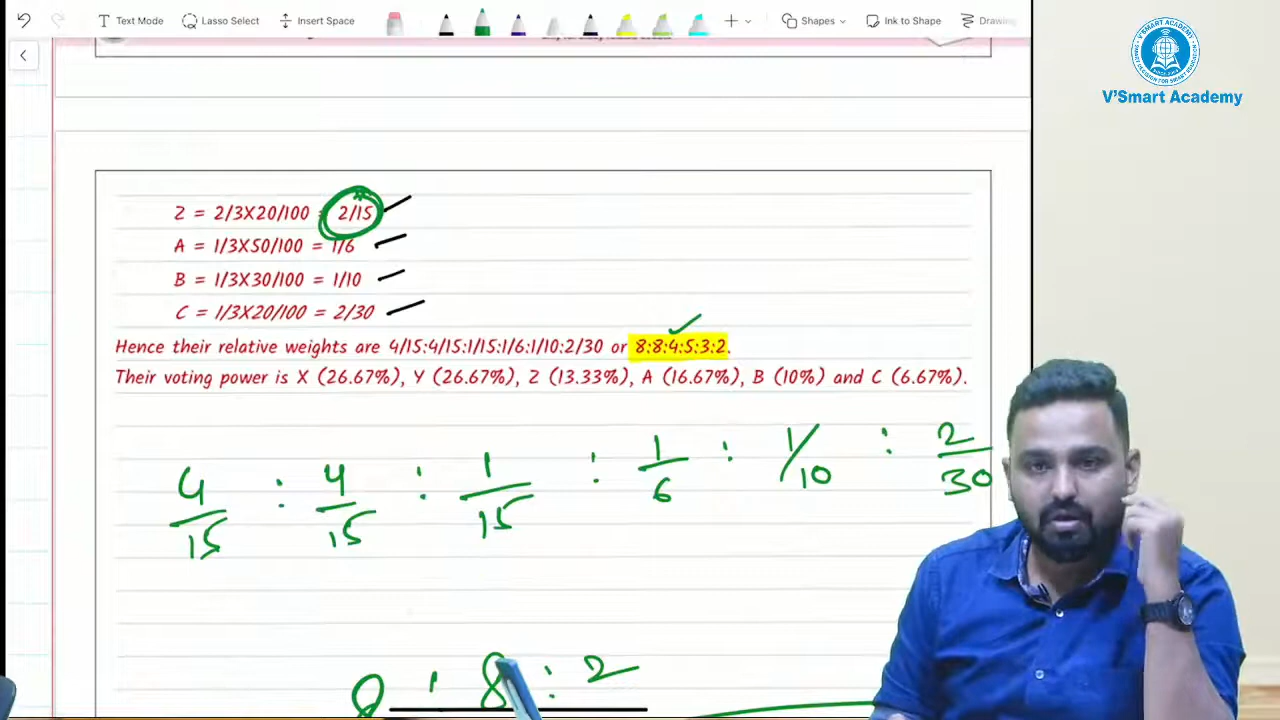 Text Mode Lasso Select Insert Space Shapes Ink to Shape Drawing
V'SMART ACADEMY
V'Smart Academy
Z = 2/3X20/100 = 2/15
A = 1/3X50/100 = 1/6
B = 1/3X30/100 = 1/10
C = 1/3X20/100 = 2/30
Hence their relative weights are 4/15:4/15:1/15:1/6:1/10:2/30 or 8:8:4:5:3:2.
Their voting power is X (26.67%), Y (26.67%), Z (13.33%), A (16.67%), B (10%) and C (6.67%).
4/15 : 4/15 : 1/15 : 1/6 : 1/10 : 2/30
8 : 8 : 2